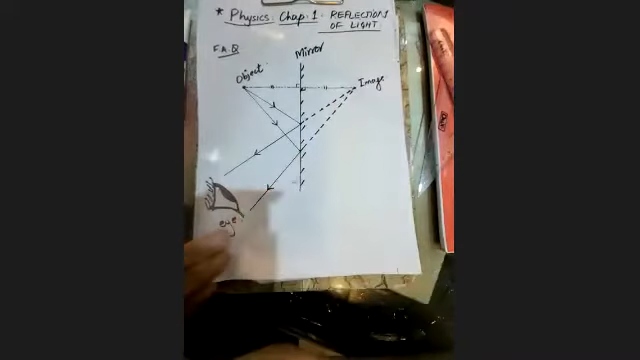 * Physics: Chap: 1 - REFLECTIONS
OF LIGHT
F.A.Q
Mirror
Object
Image
eye